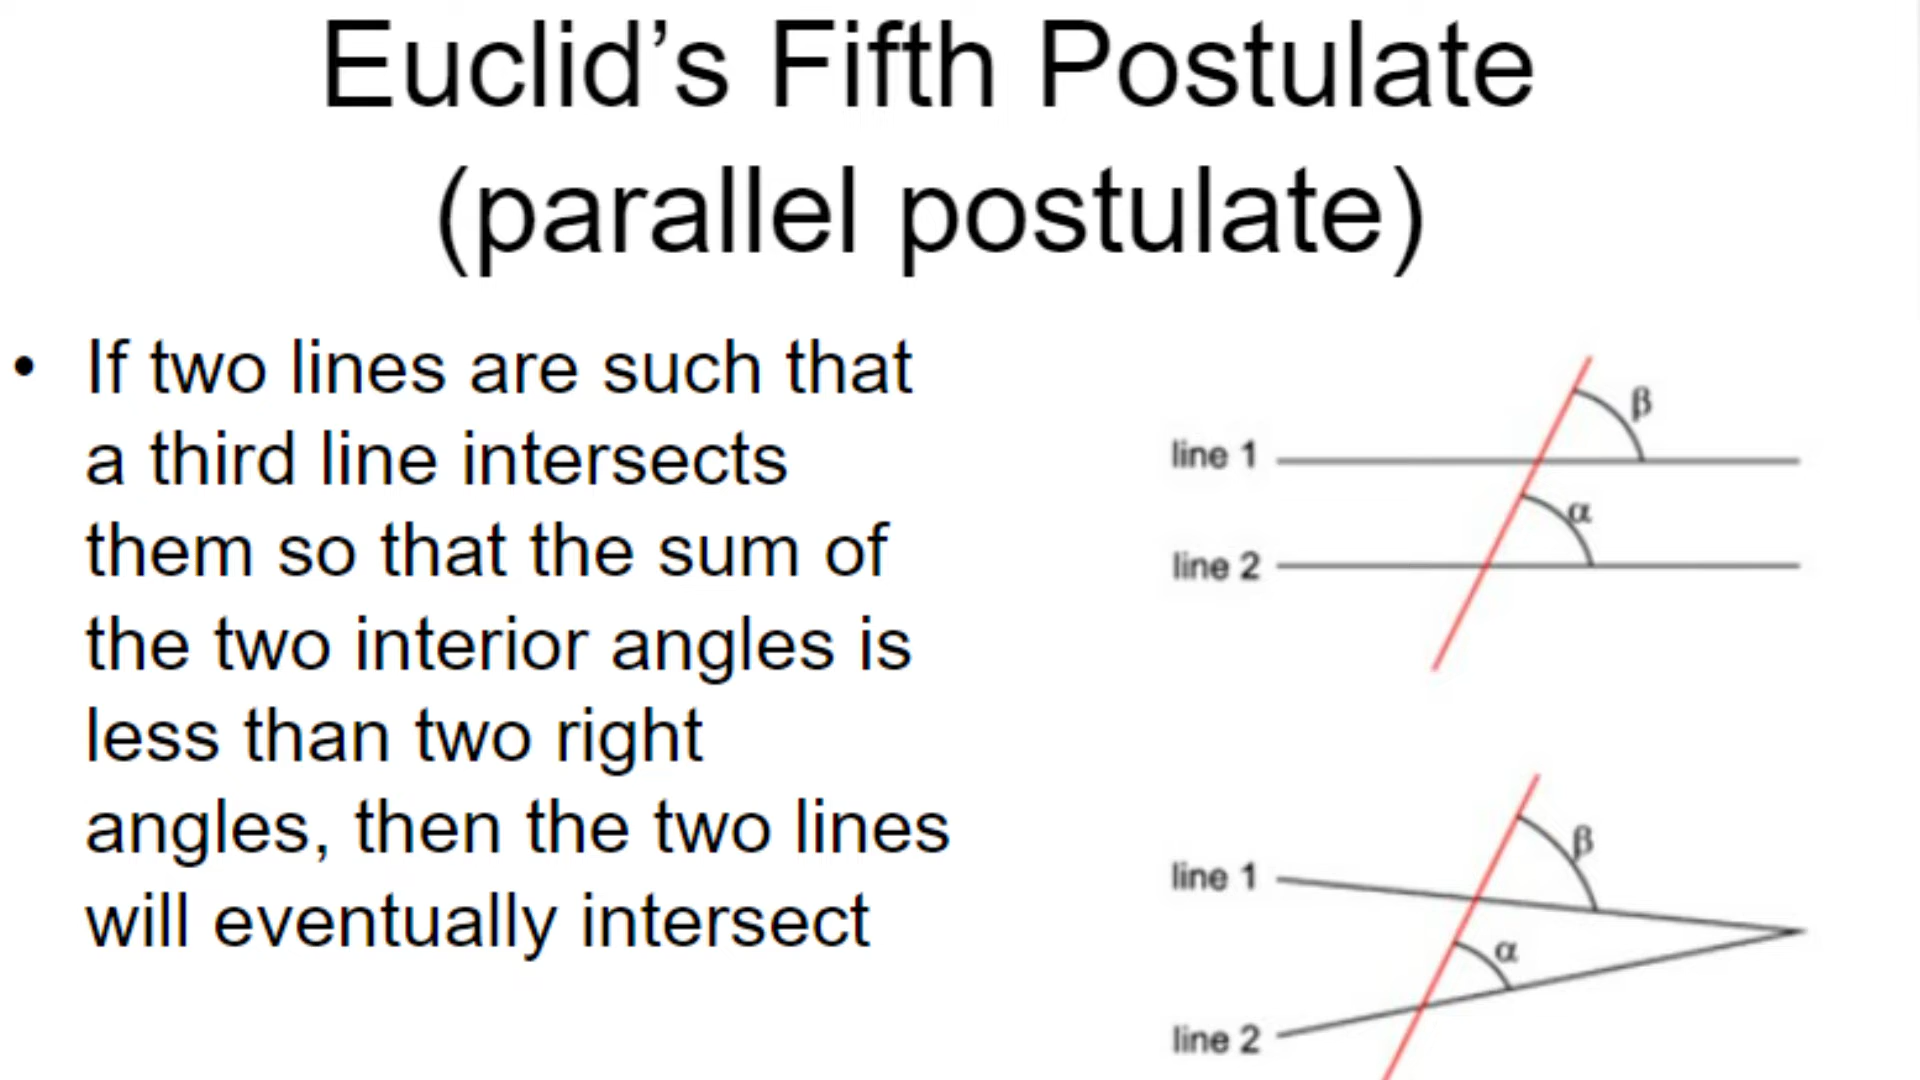 Euclid’s Fifth Postulate
(parallel postulate)
• If two lines are such that
a third line intersects
them so that the sum of
the two interior angles is
less than two right
angles, then the two lines
will eventually intersect
β
line 1
α
line 2
β
line 1
α
line 2